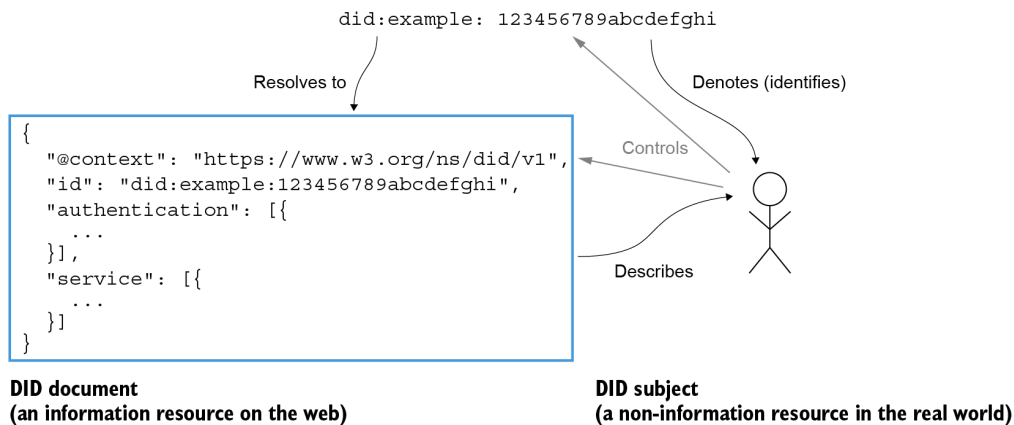 did:example: 123456789abcdefghi
Resolves to
Denotes (identifies)
Controls
{
"@context": "https://www.w3.org/ns/did/v1",
"id": "did:example:123456789abcdefghi",
"authentication": [{
...
}],
"service": [{
...
}]
}
Describes
DID document
(an information resource on the web)
DID subject
(a non-information resource in the real world)